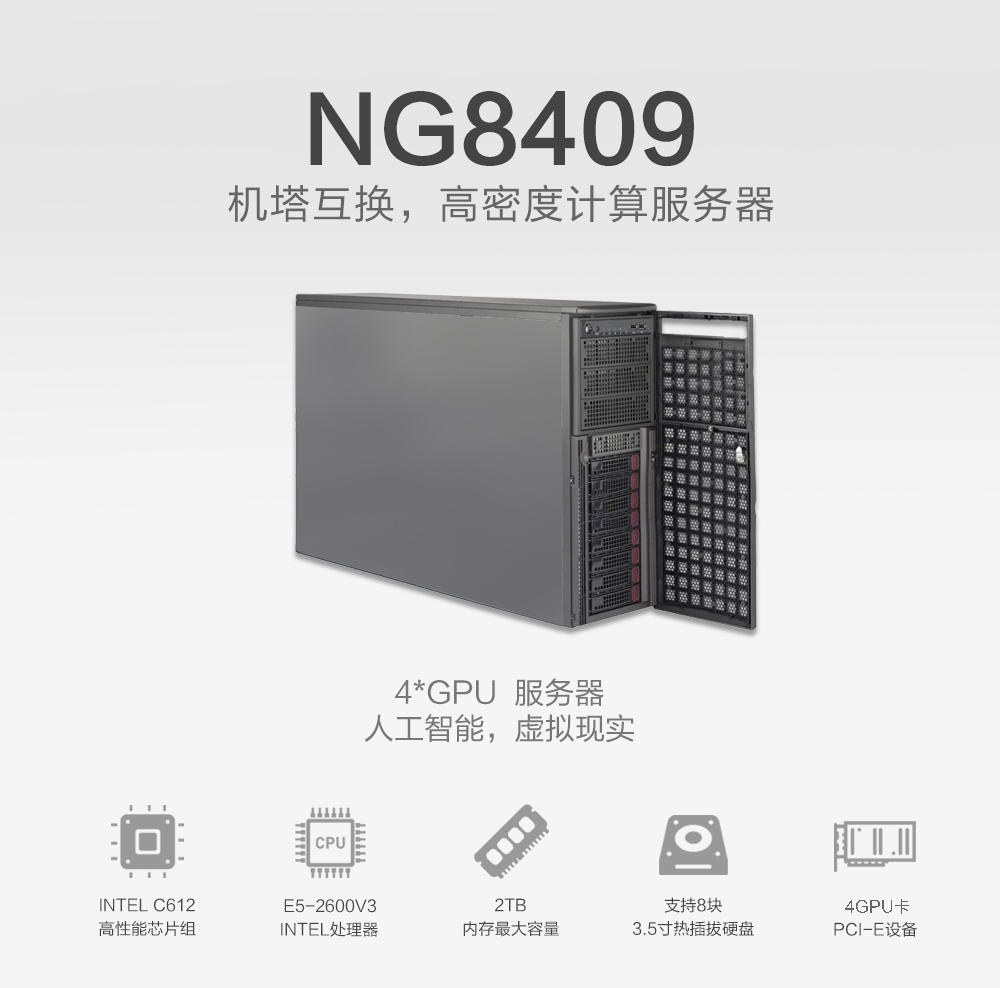 NG8409
机塔互换，高密度计算服务器
4*GPU 服务器
人工智能，虚拟现实
CPU
INTEL C612
高性能芯片组
E5-2600V3
INTEL处理器
2TB
内存最大容量
支持8块
3.5寸热插拔硬盘
4GPU卡
PCI-E设备